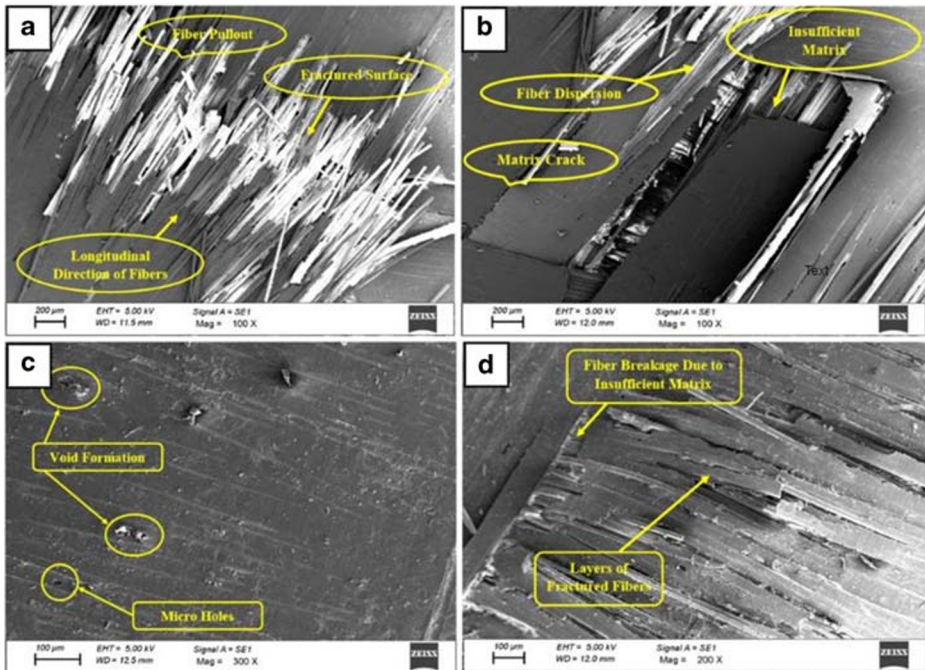 a
Fiber Pullout
Fractured Surface
Longitudinal
Direction of Fibers
200 µm
EHT = 5.00 kV
WD = 11.5 mm
Signal A = SE1
Mag = 100 X
ZEISS
b
Insufficient
Matrix
Fiber Dispersion
Matrix Crack
Text
200 µm
EHT = 5.00 kV
WD = 12.0 mm
Signal A = SE1
Mag = 100 X
ZEISS
c
Void Formation
Micro Holes
100 µm
EHT = 5.00 kV
WD = 12.5 mm
Signal A = SE1
Mag = 300 X
ZEISS
d
Fiber Breakage Due to
Insufficient Matrix
Layers of
Fractured Fibers
100 µm
EHT = 5.00 kV
WD = 12.0 mm
Signal A = SE1
Mag = 200 X
ZEISS